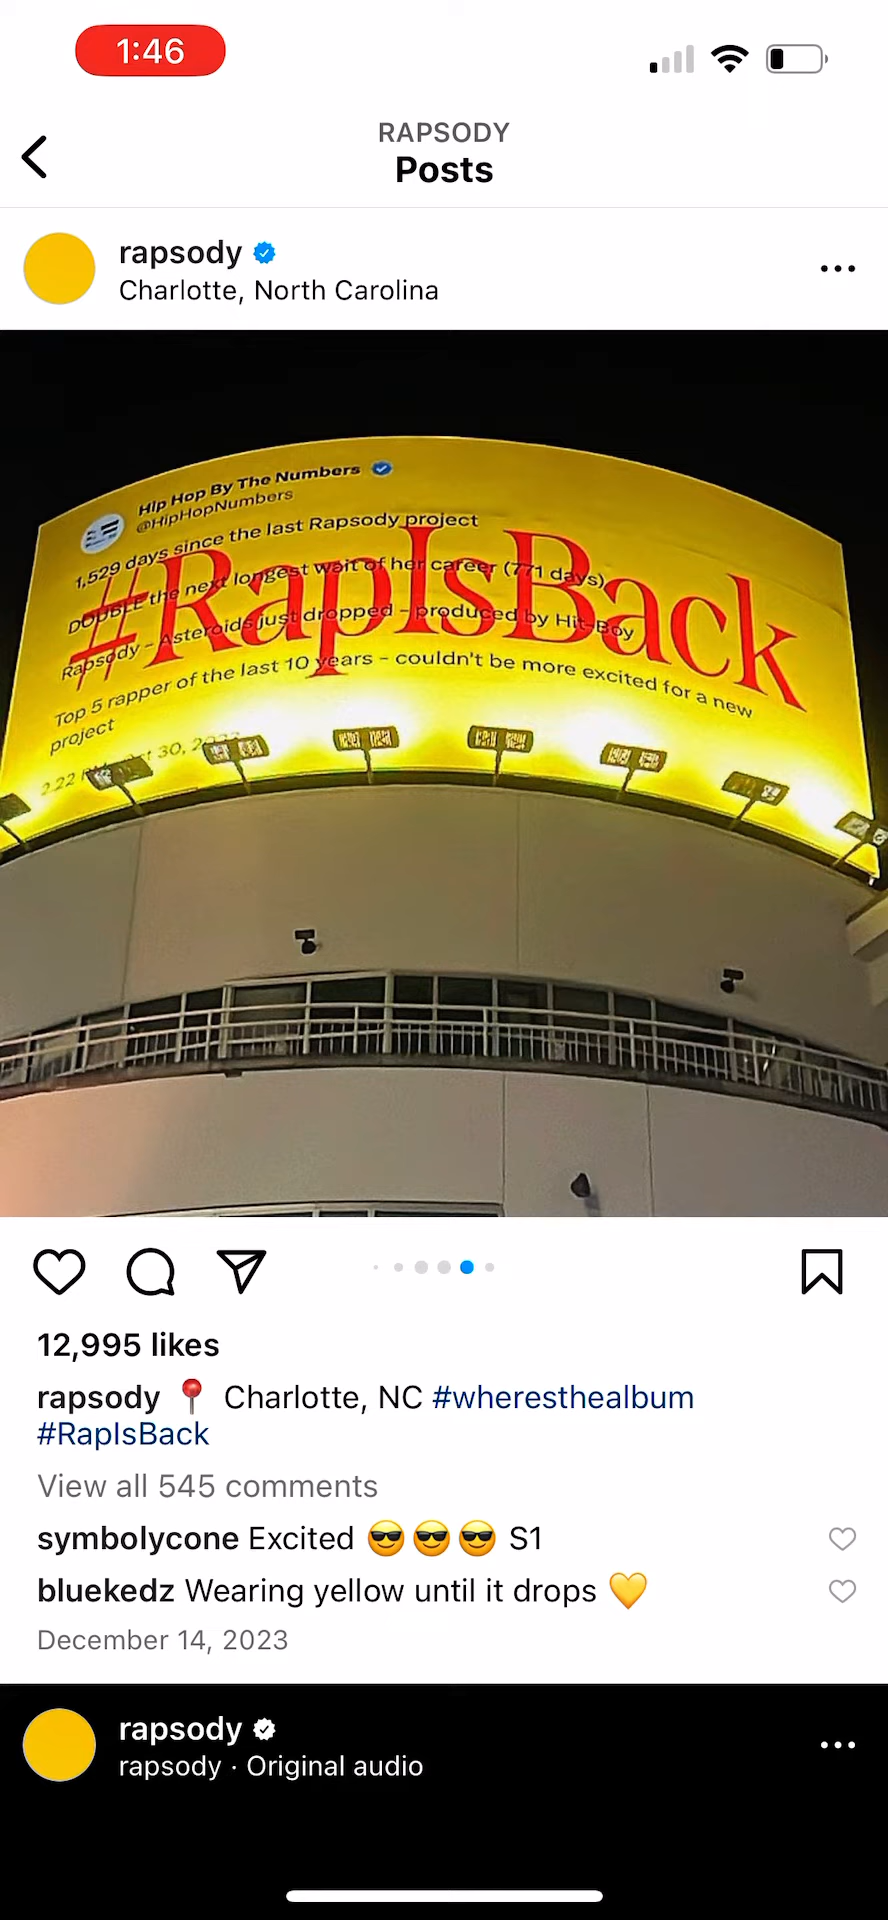 1:46
RAPSODY
Posts
rapsody
Charlotte, North Carolina
Hip Hop By The Numbers
@HipHopNumbers
1,529 days since the last Rapsody project
DOUBLE the next longest wait of her career (771 days)
Rapsody - Asteroids just dropped - produced by Hit-Boy
Top 5 rapper of the last 10 years - couldn't be more excited for a new
project
2:22 30,
#RapIsBack
12,995 likes
rapsody 📍 Charlotte, NC #wheresthealbum
#RapIsBack
View all 545 comments
symbolycone Excited 😎😎😎 S1
bluekedz Wearing yellow until it drops 💛
December 14, 2023
rapsody
rapsody · Original audio